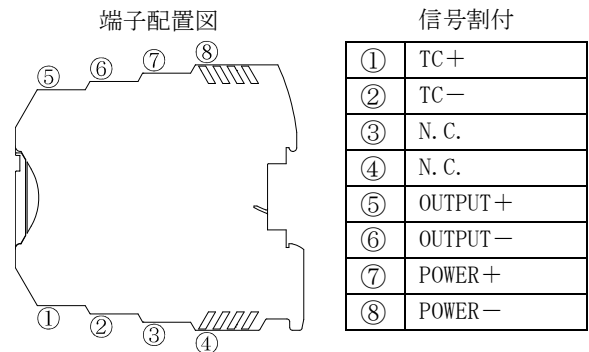 端子配置図
⑤ ⑥ ⑦ ⑧
① ② ③ ④
信号割付
① TC+
② TC-
③ N.C.
④ N.C.
⑤ OUTPUT+
⑥ OUTPUT-
⑦ POWER+
⑧ POWER-